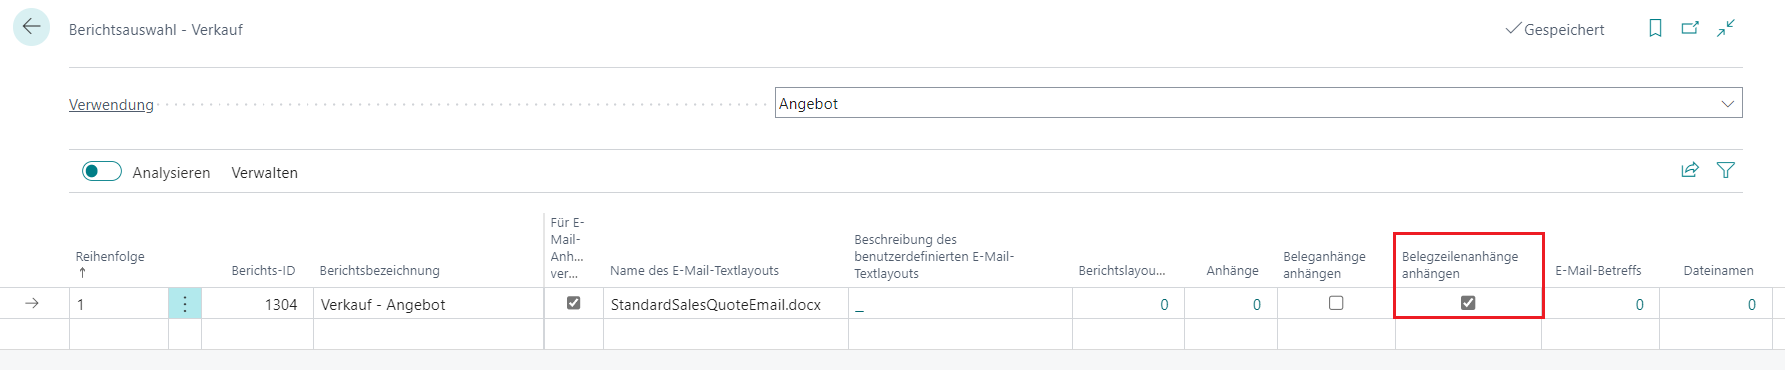 Berichtsauswahl - Verkauf
Gespeichert
Verwendung
Angebot
Analysieren Verwalten
Reihenfolge
Berichts-ID
Berichtsbezeichnung
Für E-
Mail-
Anh...
ver...
Name des E-Mail-Textlayouts
Beschreibung des
benutzerdefinierten E-Mail-
Textlayouts
Berichtslayou...
Anhänge
Beleganhänge
anhängen
Belegzeilenanhänge
anhängen
E-Mail-Betreffs
Dateinamen
1 1304 Verkauf - Angebot StandardSalesQuoteEmail.docx _ 0 0 0 0